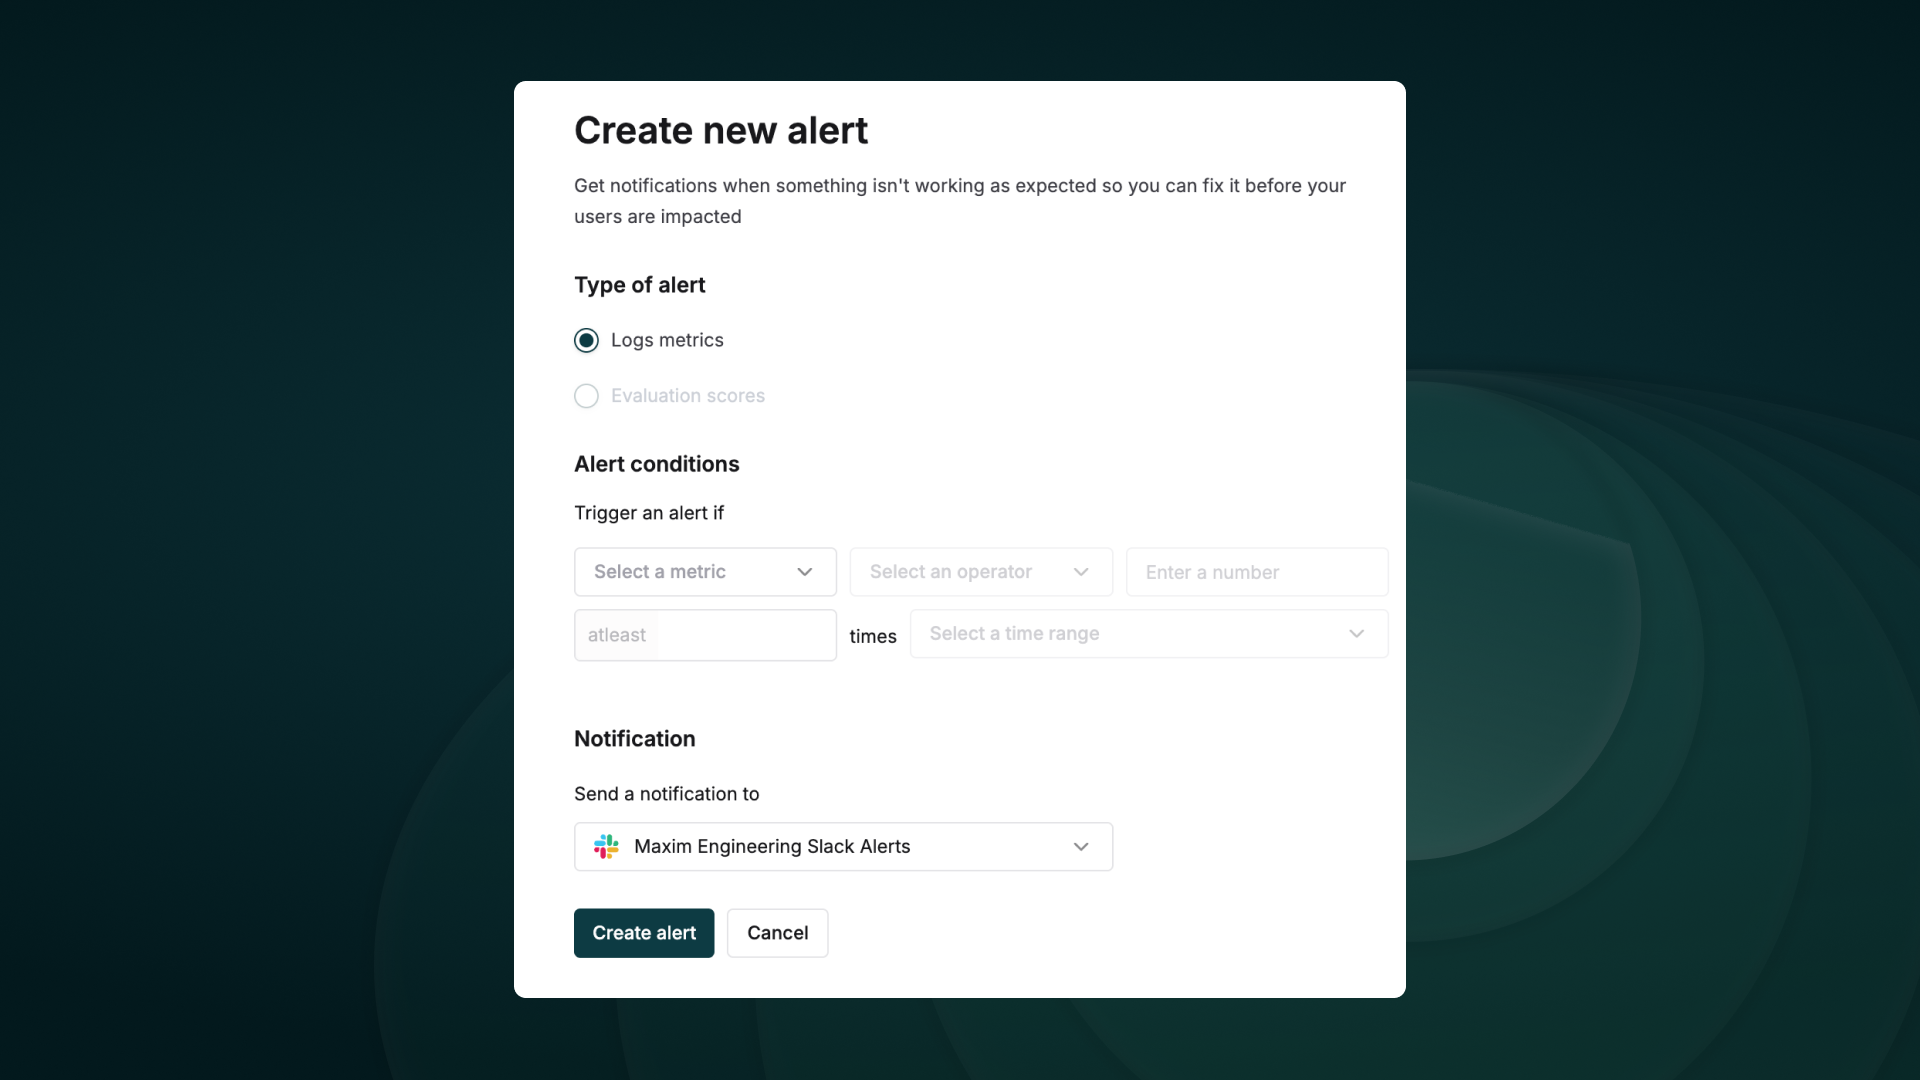 Create new alert
Get notifications when something isn't working as expected so you can fix it before your
users are impacted
Type of alert
Logs metrics
Evaluation scores
Alert conditions
Trigger an alert if
Select a metric
Select an operator
Enter a number
atleast
times
Select a time range
Notification
Send a notification to
Maxim Engineering Slack Alerts
Create alert
Cancel